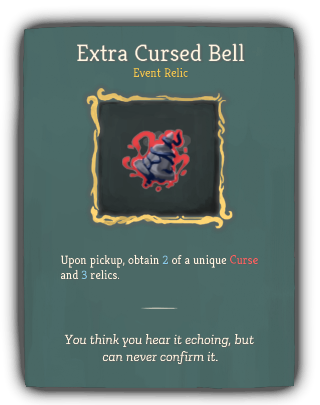 Extra Cursed Bell
Event Relic
Upon pickup, obtain 2 of a unique Curse
and 3 relics.
You think you hear it echoing, but
can never confirm it.